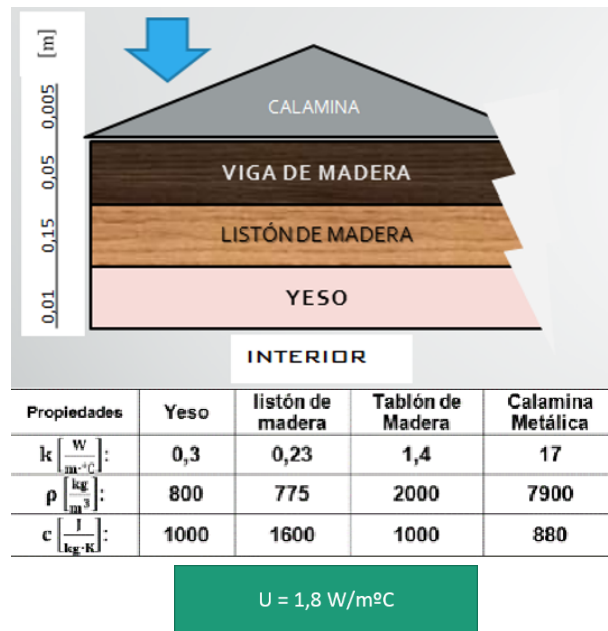 [m]
0,005
CALAMINA
0,05
VIGA DE MADERA
0,15
LISTÓN DE MADERA
0,01
YESO
INTERIOR
Propiedades Yeso listón de madera Tablón de Madera Calamina Metálica
k [W/m·°C]: 0,3 0,23 1,4 17
ρ [kg/m³]: 800 775 2000 7900
c [J/kg·K]: 1000 1600 1000 880
U = 1,8 W/mºC